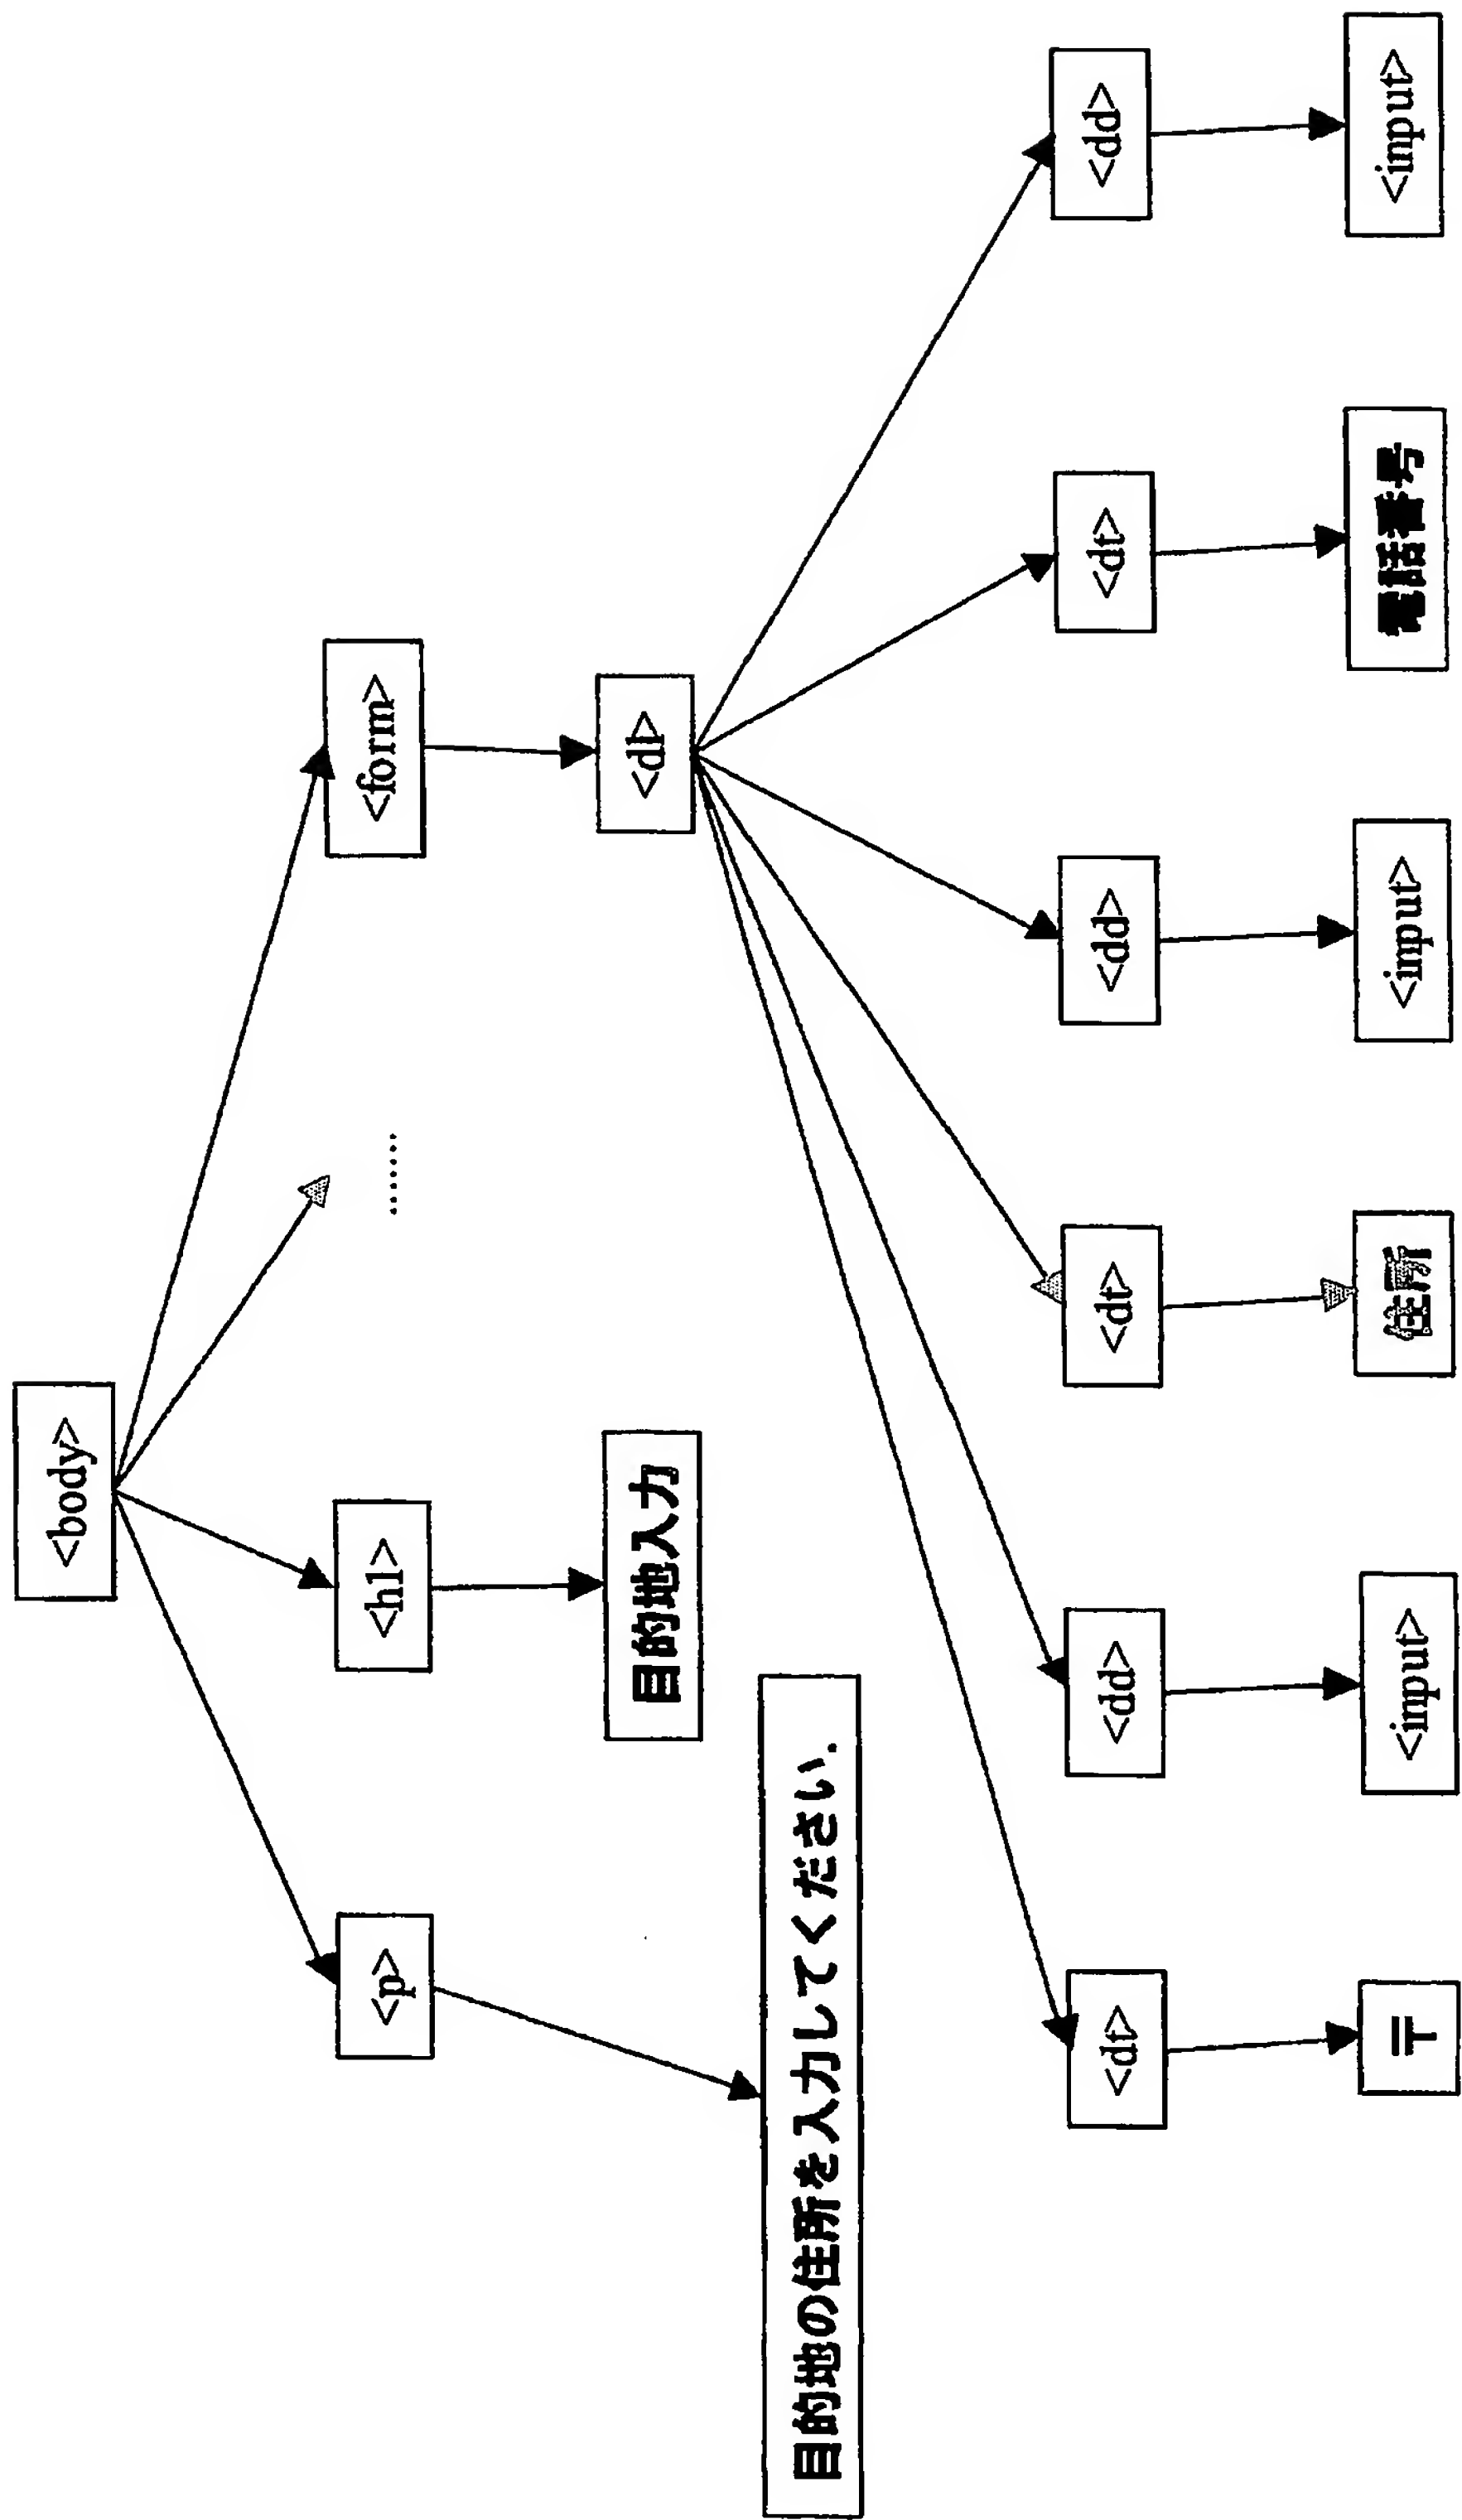 <body>
<p>
<h1>
......
<form>
目的地入力
<dl>
目的地の住所を入力してください.
<dt>
<dd>
<dt>
<dd>
<dt>
<dd>
〒
<input>
住所
<input>
電話番号
<input>